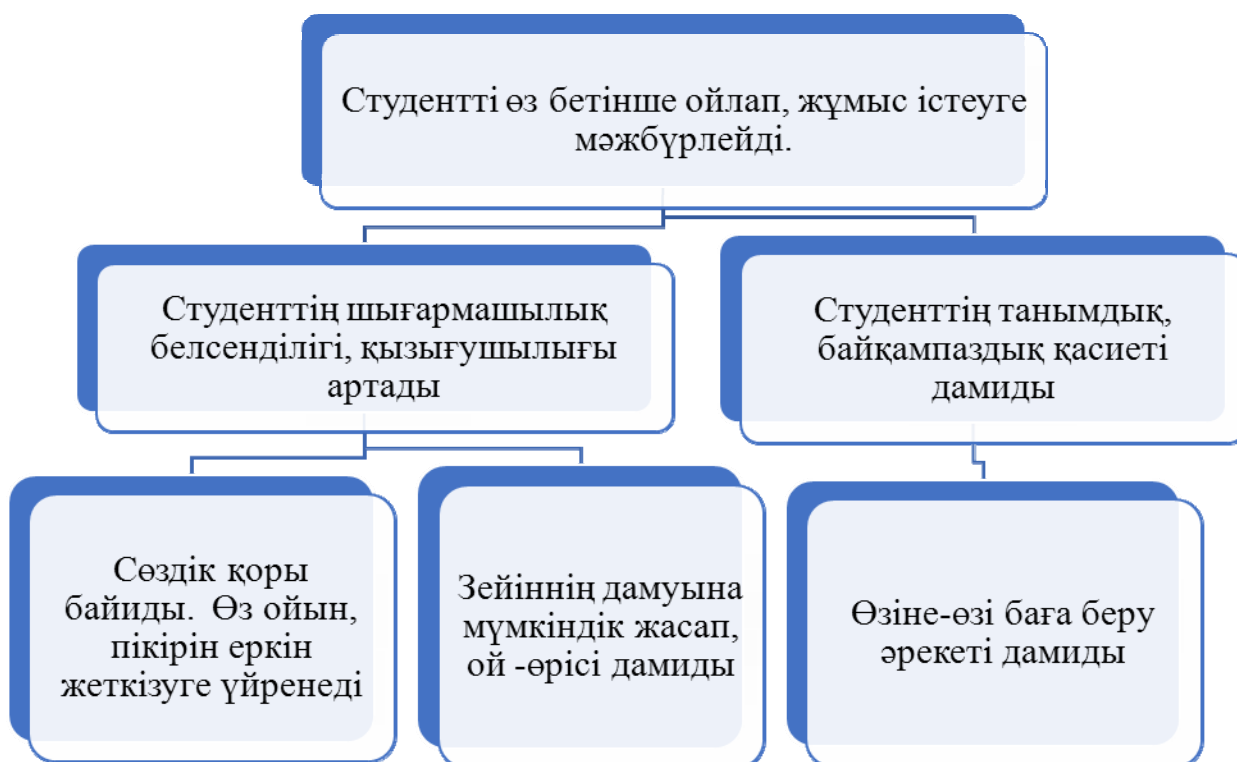 Студентті өз бетінше ойлап, жұмыс істеуге
мәжбүрлейді.
Студенттің шығармашылық
белсенділігі, қызығушылығы
артады
Студенттің танымдық,
байқампаздық қасиеті
дамиды
Сөздік қоры
байиды. Өз ойын,
пікірін еркін
жеткізуге үйренеді
Зейіннің дамуына
мүмкіндік жасап,
ой -өрісі дамиды
Өзіне-өзі баға беру
әрекеті дамиды